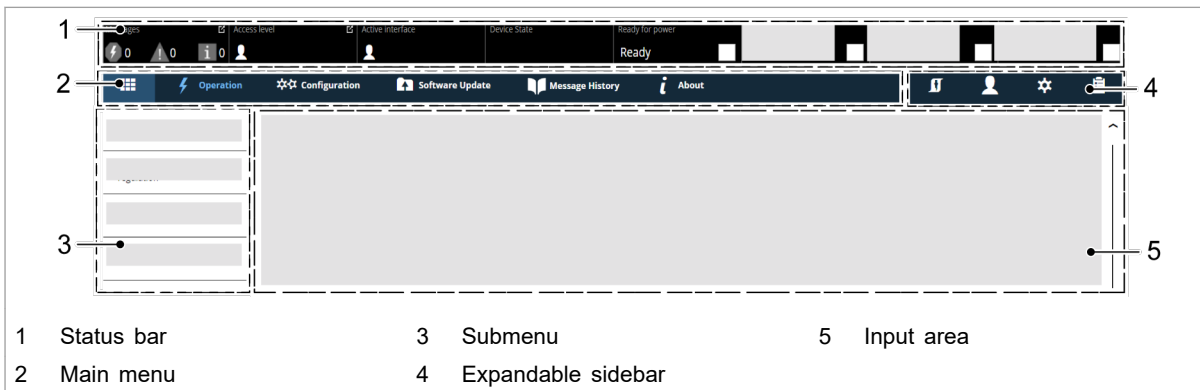 1
Access level
Active interface
Device State
Ready for power
0
0
i 0
Ready
2
Operation
Configuration
Software Update
Message History
i About
4
3
5
1 Status bar
3 Submenu
5 Input area
2 Main menu
4 Expandable sidebar